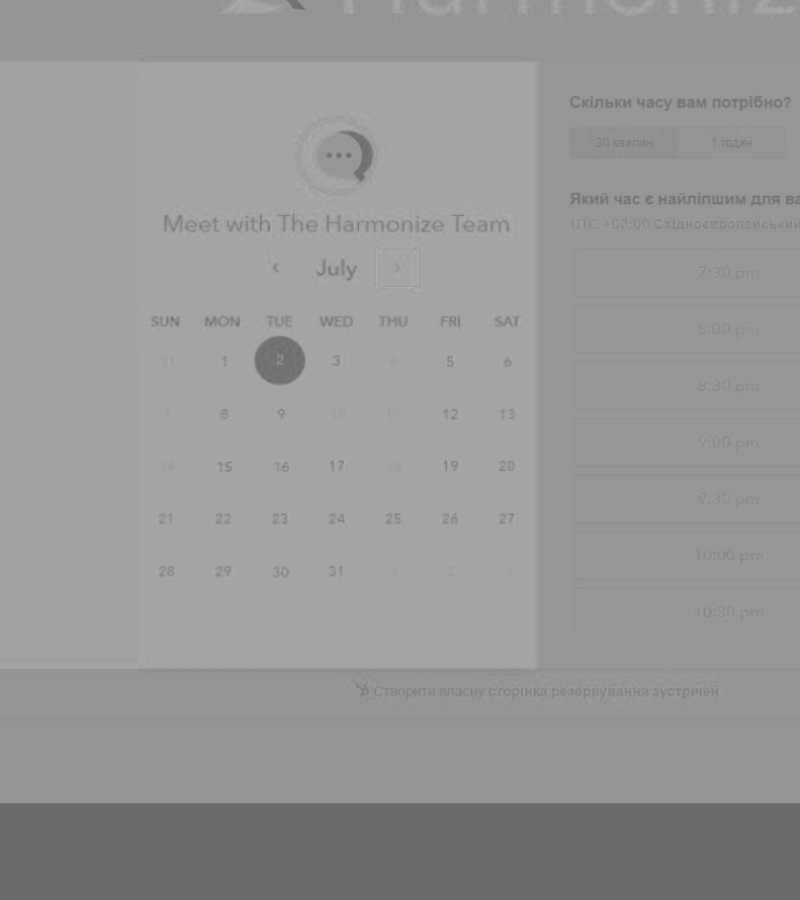 Harmoniz
Meet with The Harmonize Team
July
SUN MON TUE WED THU FRI SAT
31 1 2 3 4 5 6
7 8 9 10 11 12 13
14 15 16 17 18 19 20
21 22 23 24 25 26 27
28 29 30 31 1 2 3
Скільки часу вам потрібно?
30 хвилин 1 годин
Який час є найліпшим для ва
UTC +03:00 Східноєвропейський
7:30 pm
8:00 pm
8:30 pm
9:00 pm
9:30 pm
10:00 pm
10:30 pm
Створити власну сторінка резервування зустрічей